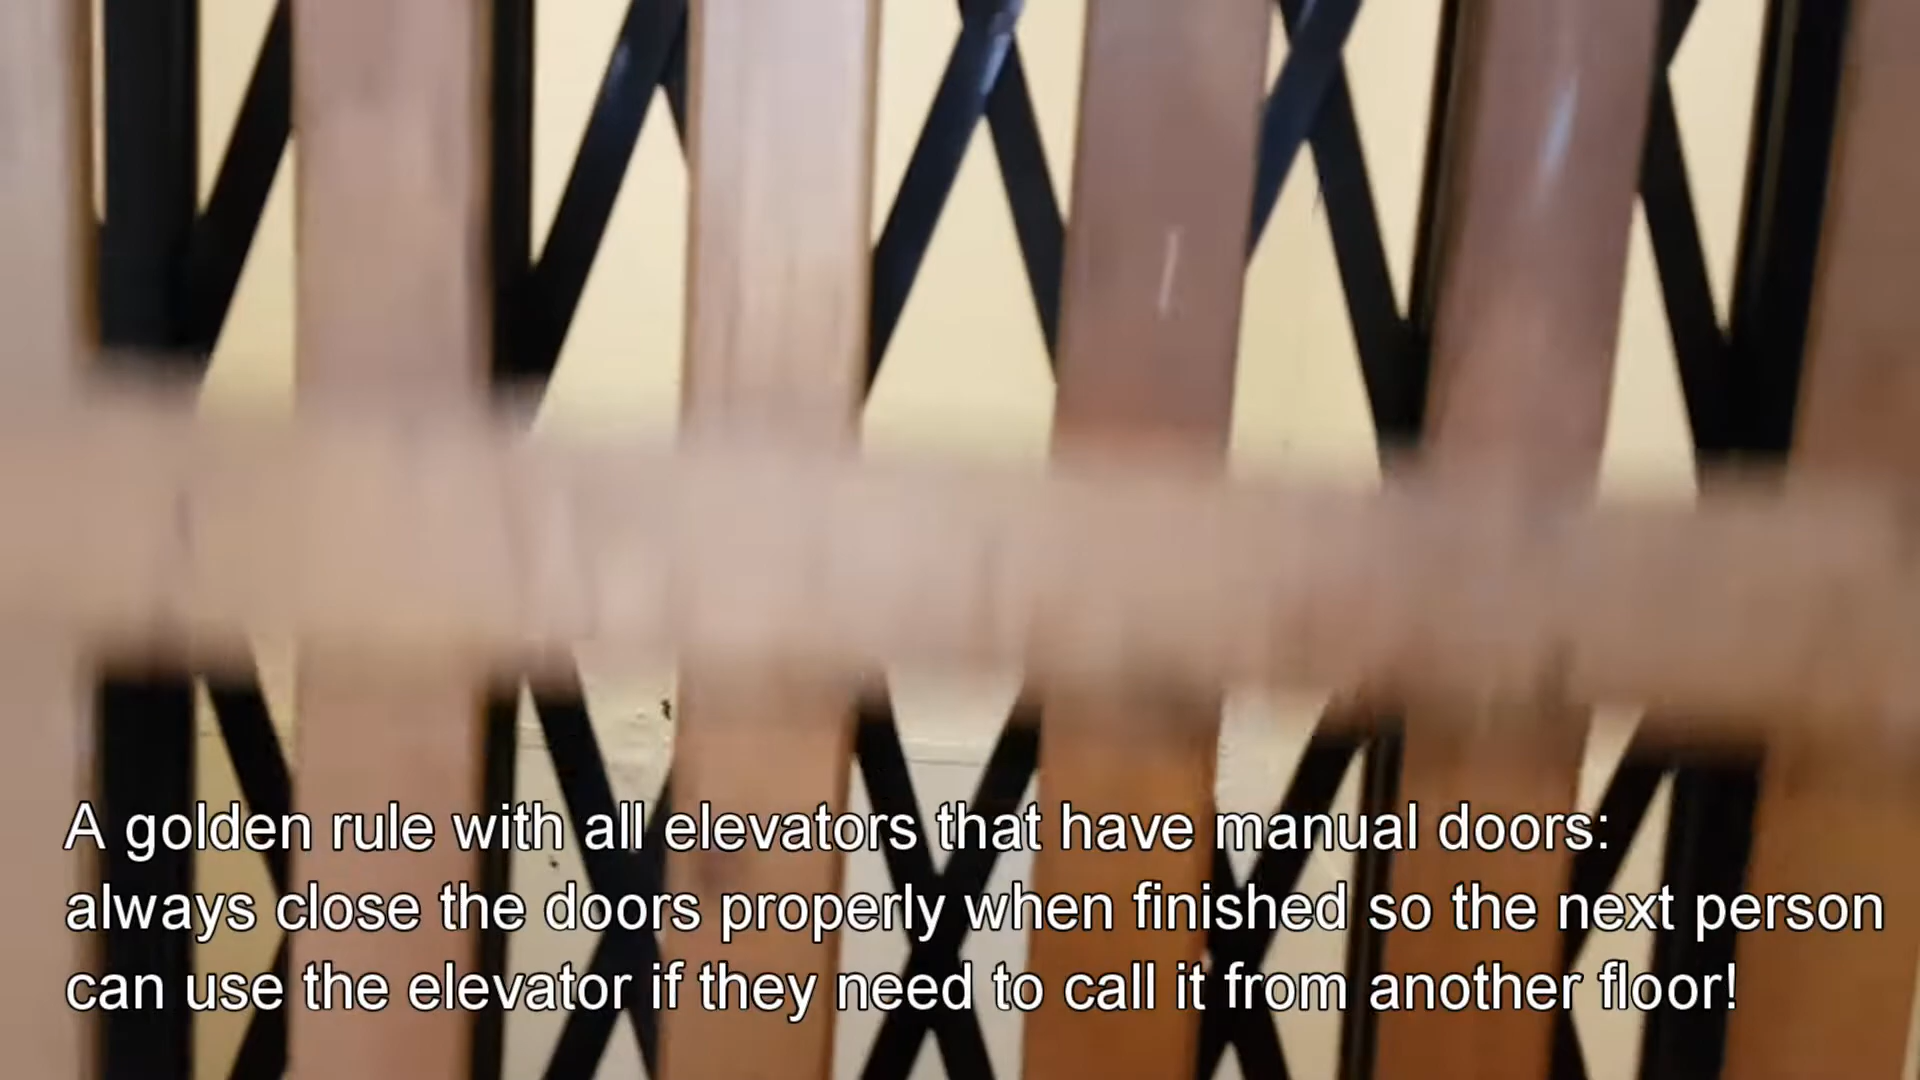 A golden rule with all elevators that have manual doors:
always close the doors properly when finished so the next person
can use the elevator if they need to call it from another floor!